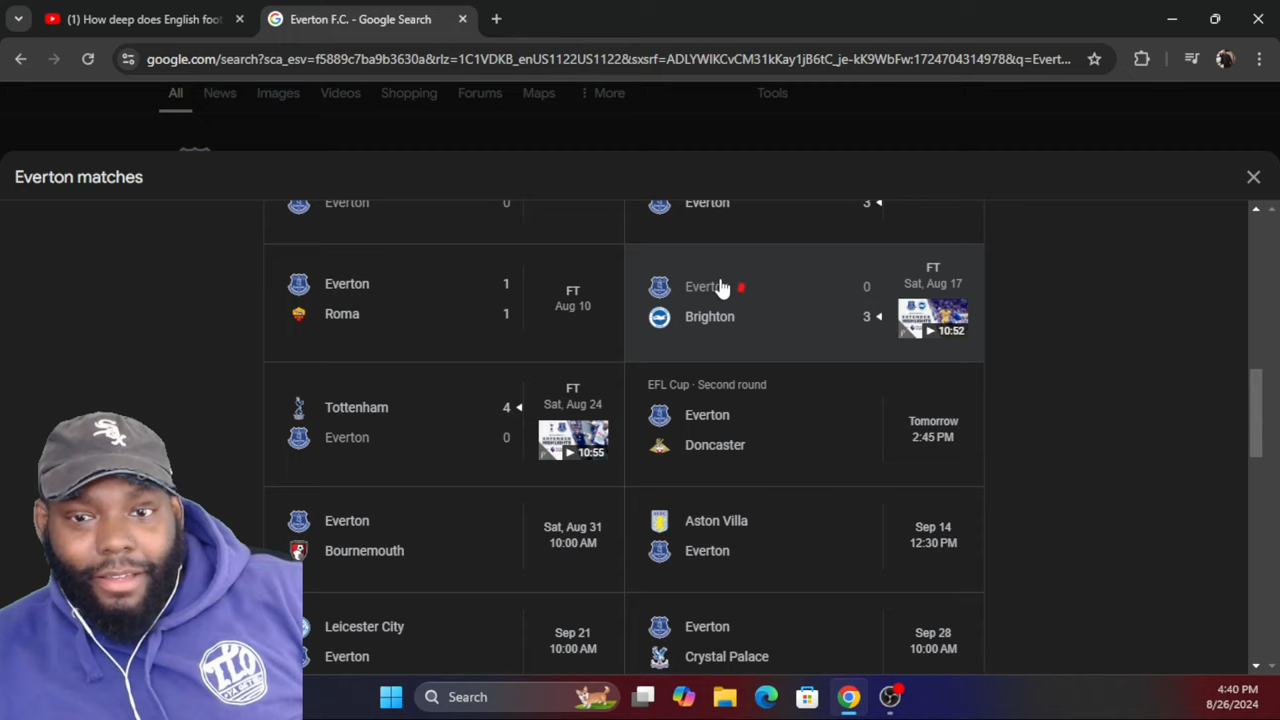 (1) How deep does English foot
Everton F.C. - Google Search
google.com/search?sca_esv=f5889c7ba9b3630a&rlz=1C1VDKB_enUS1122US1122&sxsrf=ADLYWIKCvCM31kKay1jB6tC_je-kK9WbFw:1724704314978&q=Evert...
All
News
Images
Videos
Shopping
Forums
Maps
More
Tools
Everton matches
Everton 0
Everton 3
Everton 1
Roma 1
FT
Aug 10
Everton 0
Brighton 3
FT
Sat, Aug 17
10:52
Tottenham 4
Everton 0
FT
Sat, Aug 24
10:55
EFL Cup · Second round
Everton
Doncaster
Tomorrow
2:45 PM
Everton
Bournemouth
Sat, Aug 31
10:00 AM
Aston Villa
Everton
Sep 14
12:30 PM
Leicester City
Everton
Sep 21
10:00 AM
Everton
Crystal Palace
Sep 28
10:00 AM
Sox
TLO
Search
4:40 PM
8/26/2024